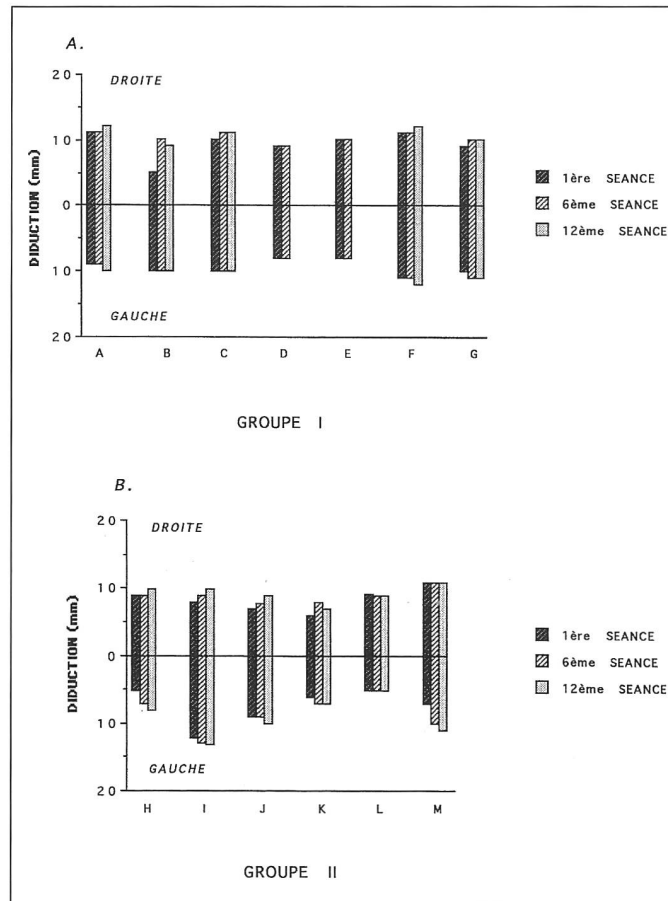 A.
DIDUCTION (mm)
20
10
0
10
20
DROITE
GAUCHE
A B C D E F G
1ère SEANCE
6ème SEANCE
12ème SEANCE
GROUPE I
B.
DIDUCTION (mm)
20
10
0
10
20
DROITE
GAUCHE
H I J K L M
1ère SEANCE
6ème SEANCE
12ème SEANCE
GROUPE II